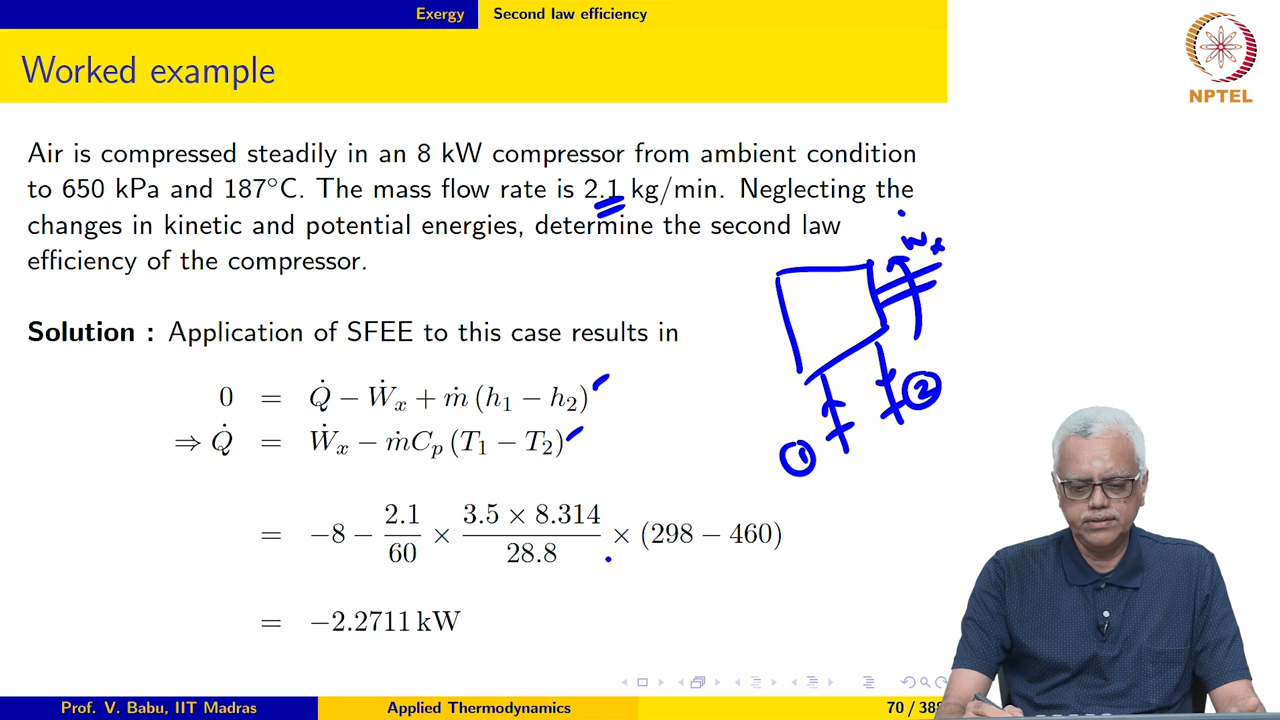 Exergy Second law efficiency
Worked example
NPTEL
Air is compressed steadily in an 8 kW compressor from ambient condition
to 650 kPa and 187°C. The mass flow rate is 2.1 kg/min. Neglecting the
changes in kinetic and potential energies, determine the second law
efficiency of the compressor.
Ẇx
Solution : Application of SFEE to this case results in
0 = Q̇ − Ẇx + ṁ (h1 − h2)
2
⇒ Q̇ = Ẇx − ṁCp (T1 − T2)
1
= −8 − 2.1/60 × 3.5 × 8.314/28.8 × (298 − 460)
= −2.2711 kW
Prof. V. Babu, IIT Madras Applied Thermodynamics 70 / 388